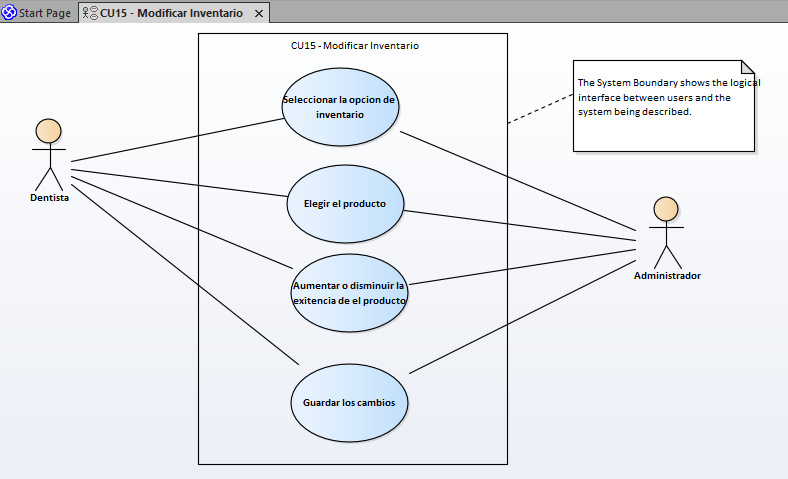 Start Page
CU15 - Modificar Inventario
CU15 - Modificar Inventario
The System Boundary shows the logical
interface between users and the
system being described.
Seleccionar la opcion de
inventario
Dentista
Elegir el producto
Administrador
Aumentar o disminuir la
exitencia de el producto
Guardar los cambios